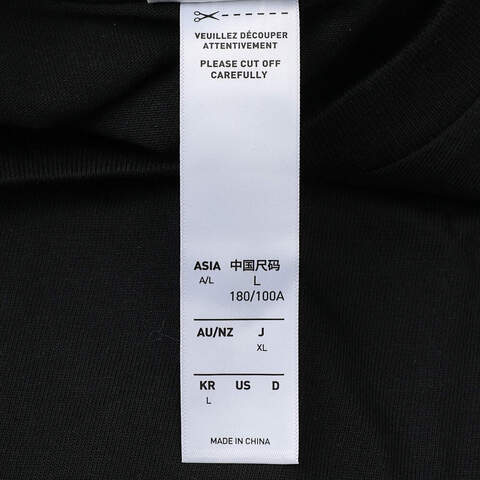 VEUILLEZ DÉCOUPER
ATTENTIVEMENT
PLEASE CUT OFF
CAREFULLY
ASIA 中国尺码
A/L L
180/100A
AU/NZ J
XL
KR US D
L
MADE IN CHINA